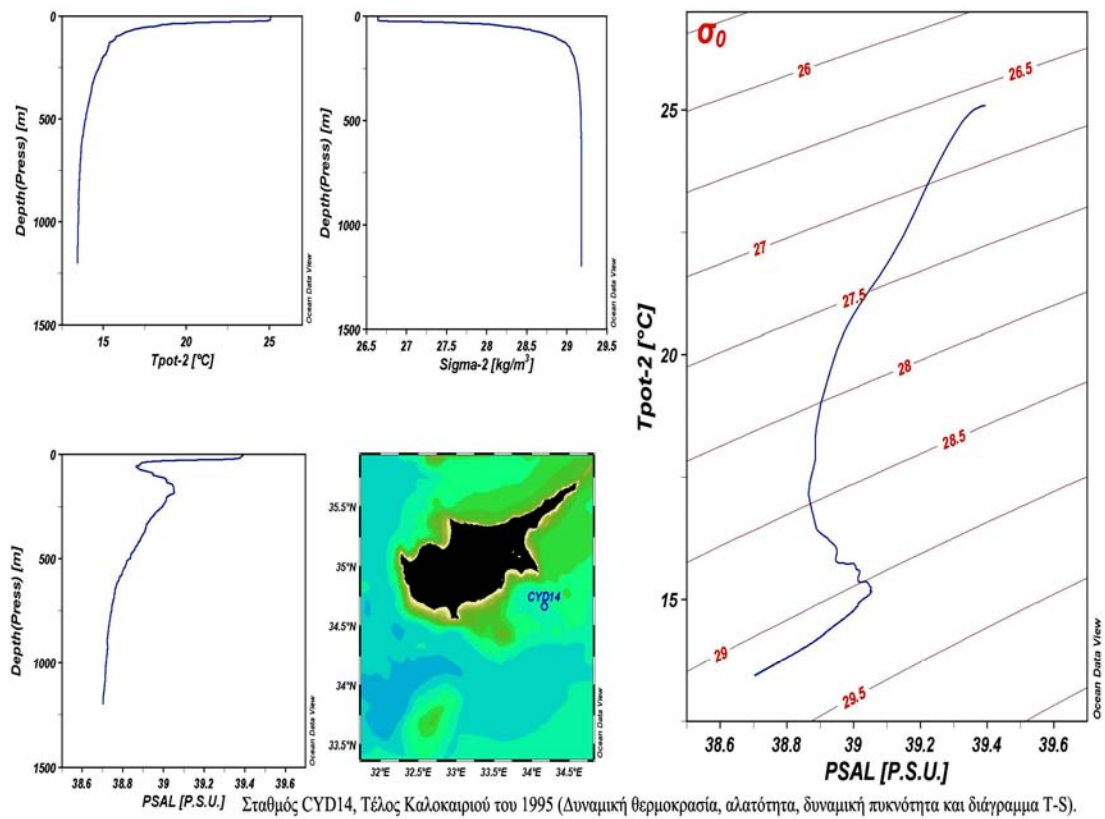 0
500
1000
1500
Depth(Press) [m]
15
20
25
Tpot-2 [°C]
Ocean Data View
0
500
1000
1500
Depth(Press) [m]
26.5
27
27.5
28
28.5
29
29.5
Sigma-2 [kg/m³]
Ocean Data View
σ0
26
26.5
27
27.5
28
28.5
29
29.5
25
20
15
Tpot-2 [°C]
38.6
38.8
39
39.2
39.4
39.6
PSAL [P.S.U.]
Ocean Data View
0
500
1000
1500
Depth(Press) [m]
38.6
38.8
39
39.2
39.4
39.6
PSAL [P.S.U.]
Ocean Data View
35.5°N
35°N
34.5°N
34°N
33.5°N
CYD14
32°E
32.5°E
33°E
33.5°E
34°E
34.5°E
Ocean Data View
Σταθμός CYD14, Τέλος Καλοκαιριού του 1995 (Δυναμική θερμοκρασία, αλατότητα, δυναμική πυκνότητα και διάγραμμα T-S).